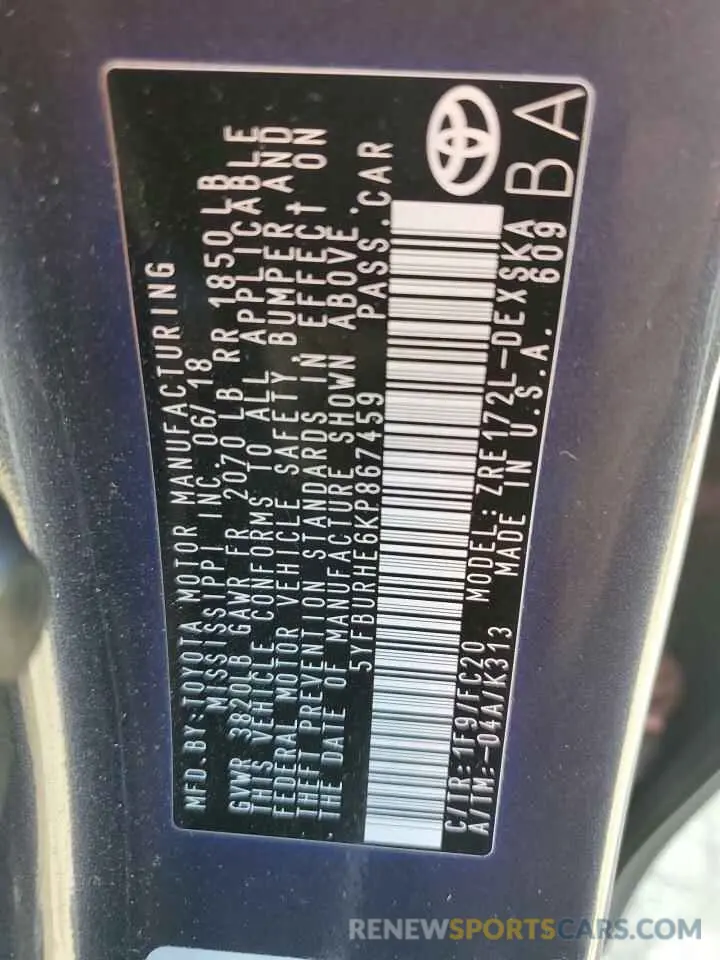 MFD.BY:TOYOTA MOTOR MANUFACTURING
MISSISSIPPI INC. 06/18
GVWR 3820LB GAWR FR 2070 LB RR 1850 LB
THIS VEHICLE CONFORMS TO ALL APPLICABLE
FEDERAL MOTOR VEHICLE SAFETY, BUMPER AND
THEFT PREVENTION STANDARDS IN EFFECT ON
THE DATE OF MANUFACTURE SHOWN ABOVE.
5YFBURHE6KP867459 PASS.CAR
C/TR: 1F9/FC20 MODEL: ZRE172L-DEXSKA
A/TM:-04A/K313 MADE IN U.S.A. 609
BA
RENEWSPORTSCARS.COM